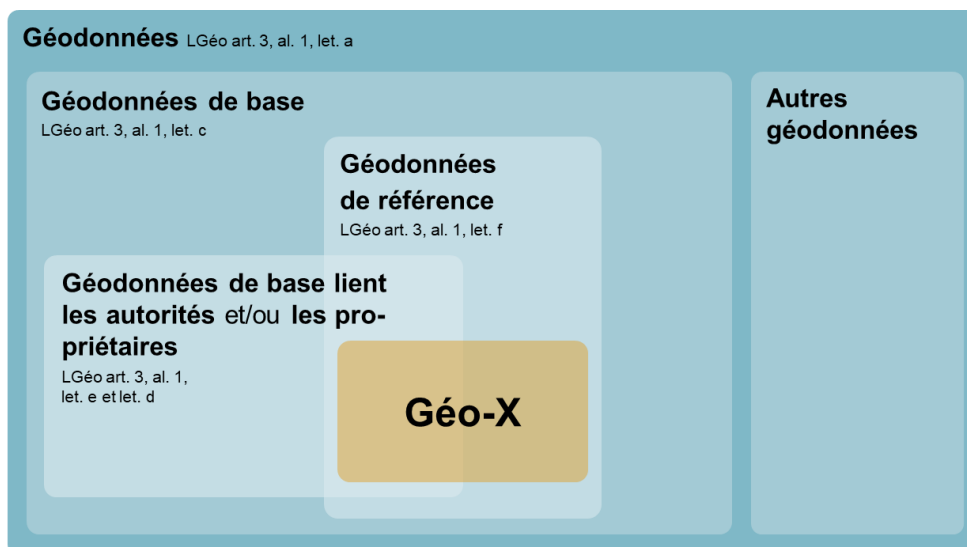 Géodonnées LGéo art. 3, al. 1, let. a
Géodonnées de base
LGéo art. 3, al. 1, let. c
Autres
géodonnées
Géodonnées
de référence
LGéo art. 3, al. 1, let. f
Géodonnées de base lient
les autorités et/ou les pro-
priétaires
LGéo art. 3, al. 1,
let. e et let. d
Géo-X